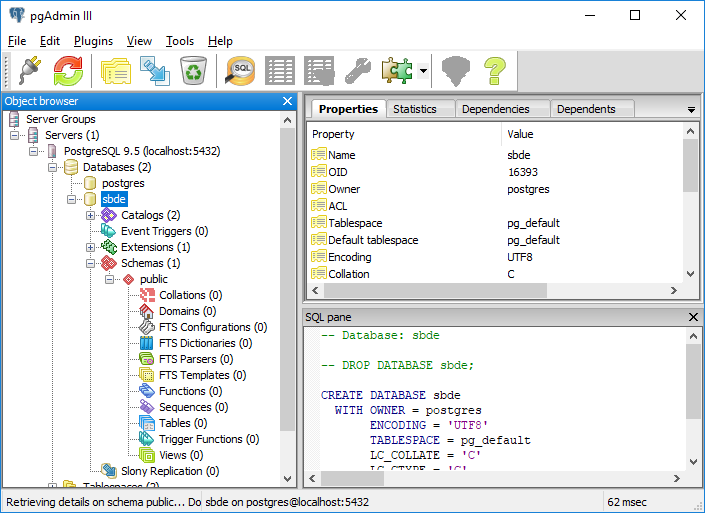 pgAdmin III
File Edit Plugins View Tools Help
SQL
Object browser
Server Groups
Servers (1)
PostgreSQL 9.5 (localhost:5432)
Databases (2)
postgres
sbde
Catalogs (2)
Event Triggers (0)
Extensions (1)
Schemas (1)
public
Collations (0)
Domains (0)
FTS Configurations (0)
FTS Dictionaries (0)
FTS Parsers (0)
FTS Templates (0)
Functions (0)
Sequences (0)
Tables (0)
Trigger Functions (0)
Views (0)
Slony Replication (0)
Tablespaces (2)
Properties Statistics Dependencies Dependents
Property Value
Name sbde
OID 16393
Owner postgres
ACL
Tablespace pg_default
Default tablespace pg_default
Encoding UTF8
Collation C
SQL pane
-- Database: sbde
-- DROP DATABASE sbde;
CREATE DATABASE sbde
WITH OWNER = postgres
ENCODING = 'UTF8'
TABLESPACE = pg_default
LC_COLLATE = 'C'
LC_CTYPE = 'C'
Retrieving details on schema public... Do sbde on postgres@localhost:5432 62 msec